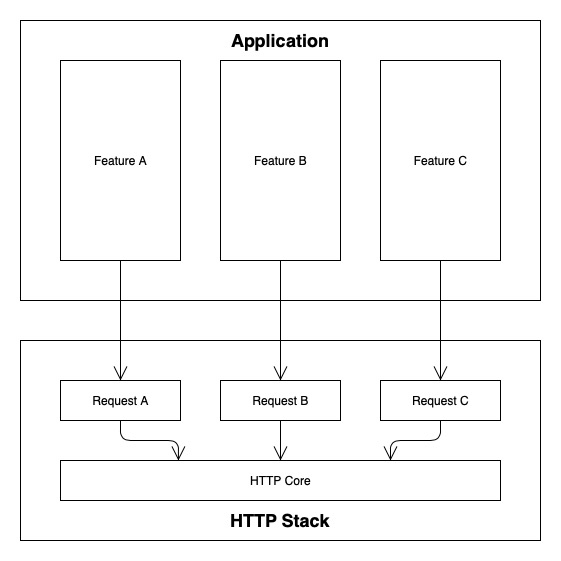 Application
Feature A
Feature B
Feature C
Request A
Request B
Request C
HTTP Core
HTTP Stack